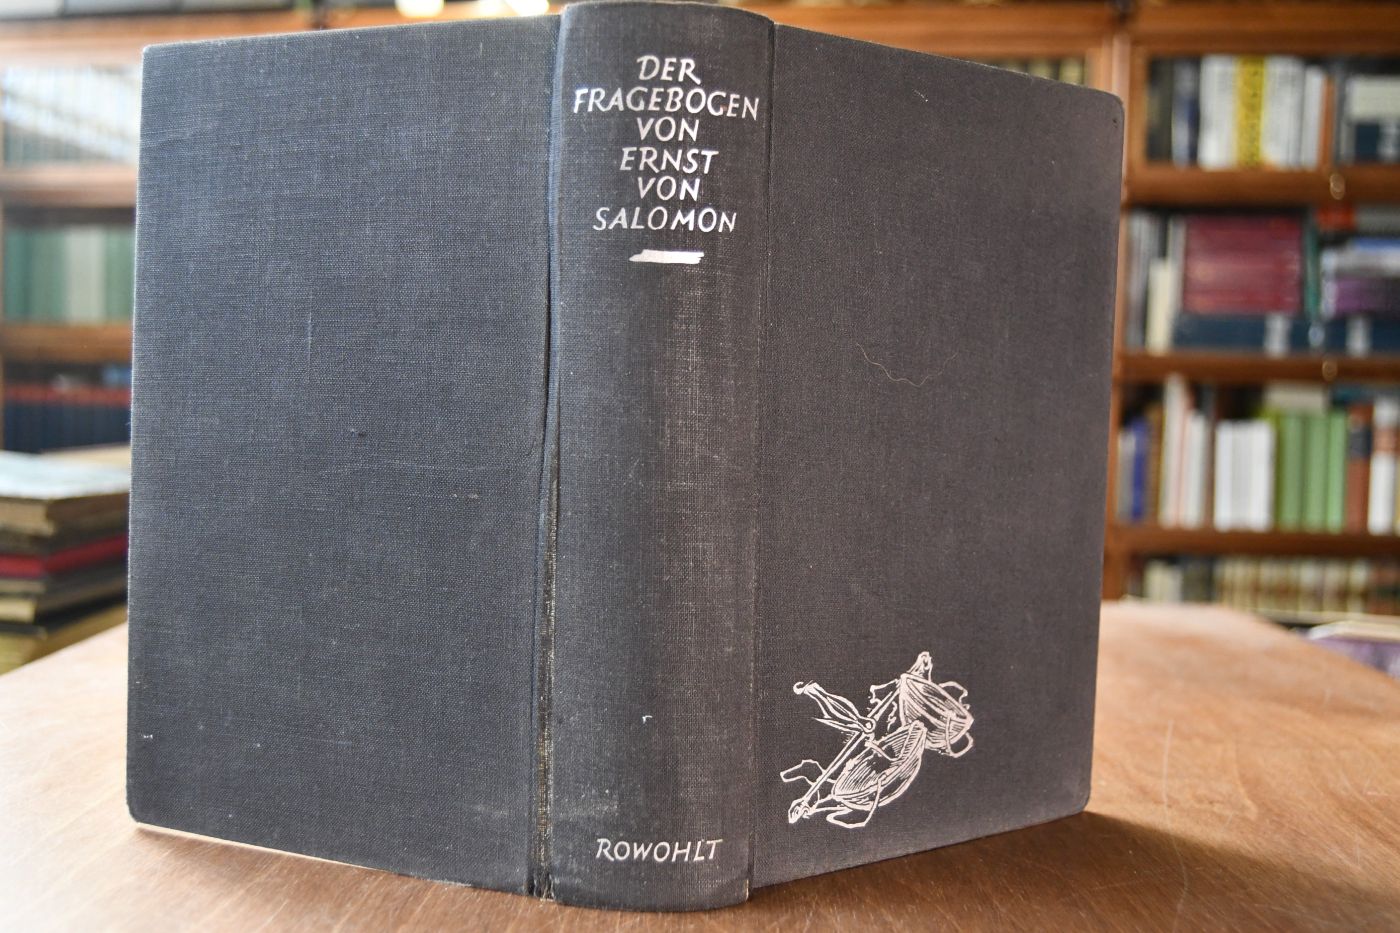 DER
FRAGEBOGEN
VON
ERNST
VON
SALOMON
ROWOHLT